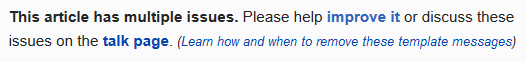 This article has multiple issues. Please help improve it or discuss these
issues on the talk page. (Learn how and when to remove these template messages)